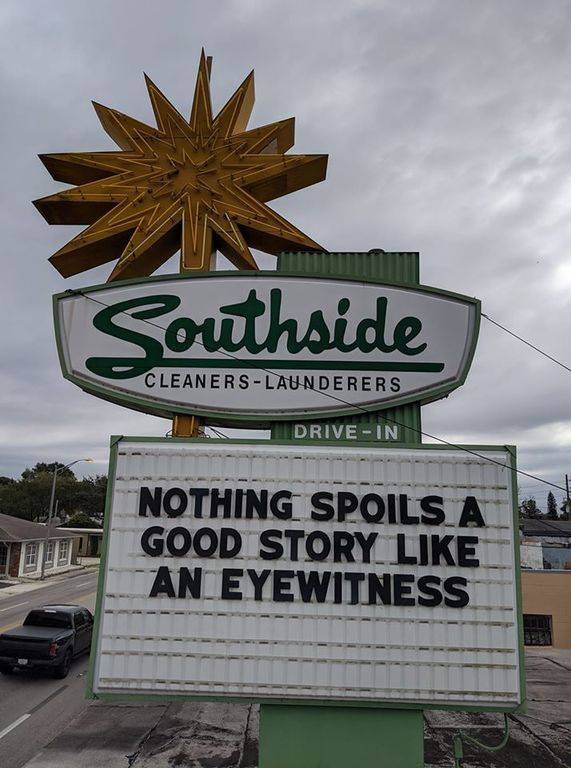 Southside
CLEANERS-LAUNDERERS
DRIVE-IN
NOTHING SPOILS A
GOOD STORY LIKE
AN EYEWITNESS